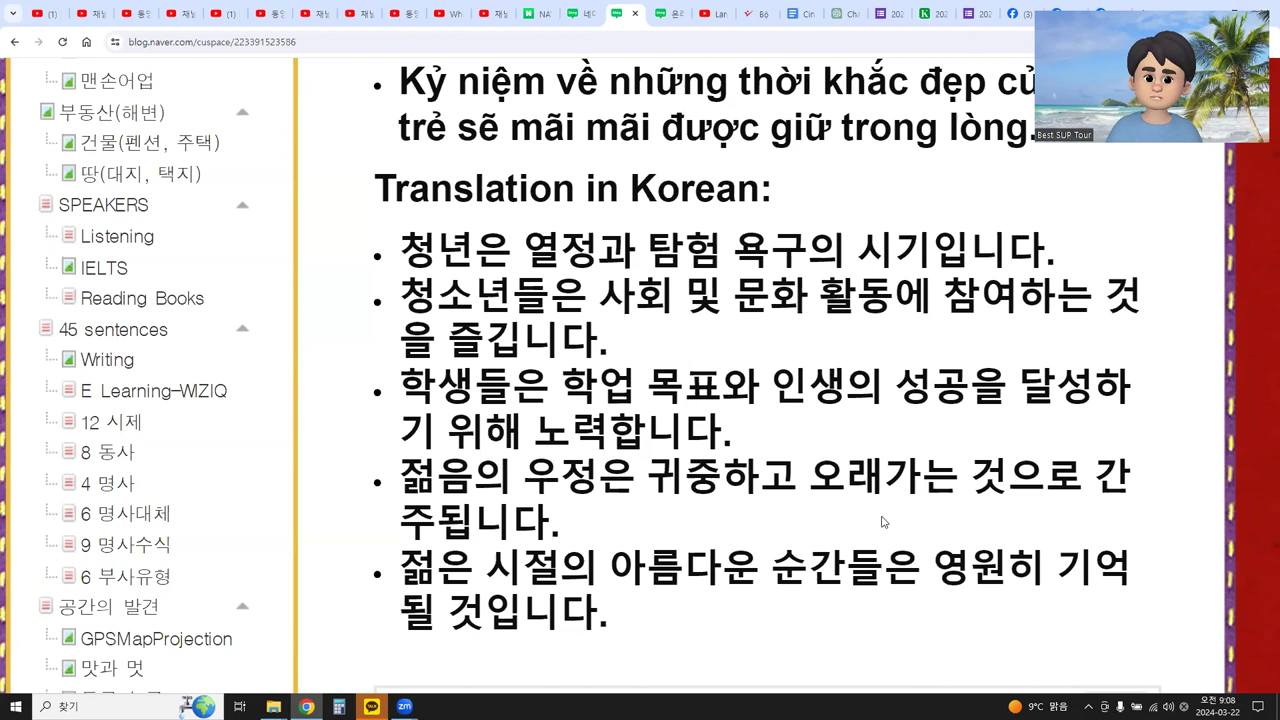 blog.naver.com/cuspace/223391523586
Best SUP Tour
맨손어업
부동산(해변)
건물(펜션, 주택)
땅(대지, 택지)
SPEAKERS
Listening
IELTS
Reading Books
45 sentences
Writing
E Learning-WIZIQ
12 시제
8 동사
4 명사
6 명사대체
9 명사수식
6 부사유형
공간의 발견
GPSMapProjection
맛과 멋
Kỷ niệm về những thời khắc đẹp
trẻ sẽ mãi mãi được giữ trong lòng.
Translation in Korean:
청년은 열정과 탐험 욕구의 시기입니다.
청소년들은 사회 및 문화 활동에 참여하는 것
을 즐깁니다.
학생들은 학업 목표와 인생의 성공을 달성하
기 위해 노력합니다.
젊음의 우정은 귀중하고 오래가는 것으로 간
주됩니다.
젊은 시절의 아름다운 순간들은 영원히 기억
될 것입니다.
찾기
TALK
zm
9°C 맑음
오전 9:08
2024-03-22